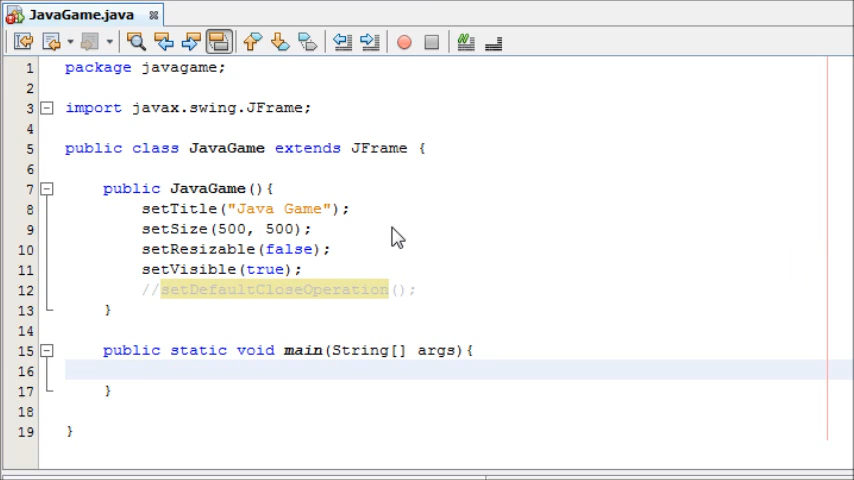 JavaGame.java
1 package javagame;
2
3 import javax.swing.JFrame;
4
5 public class JavaGame extends JFrame {
6
7 public JavaGame(){
8 setTitle("Java Game");
9 setSize(500, 500);
10 setResizable(false);
11 setVisible(true);
12 //setDefaultCloseOperation();
13 }
14
15 public static void main(String[] args){
16
17 }
18
19 }